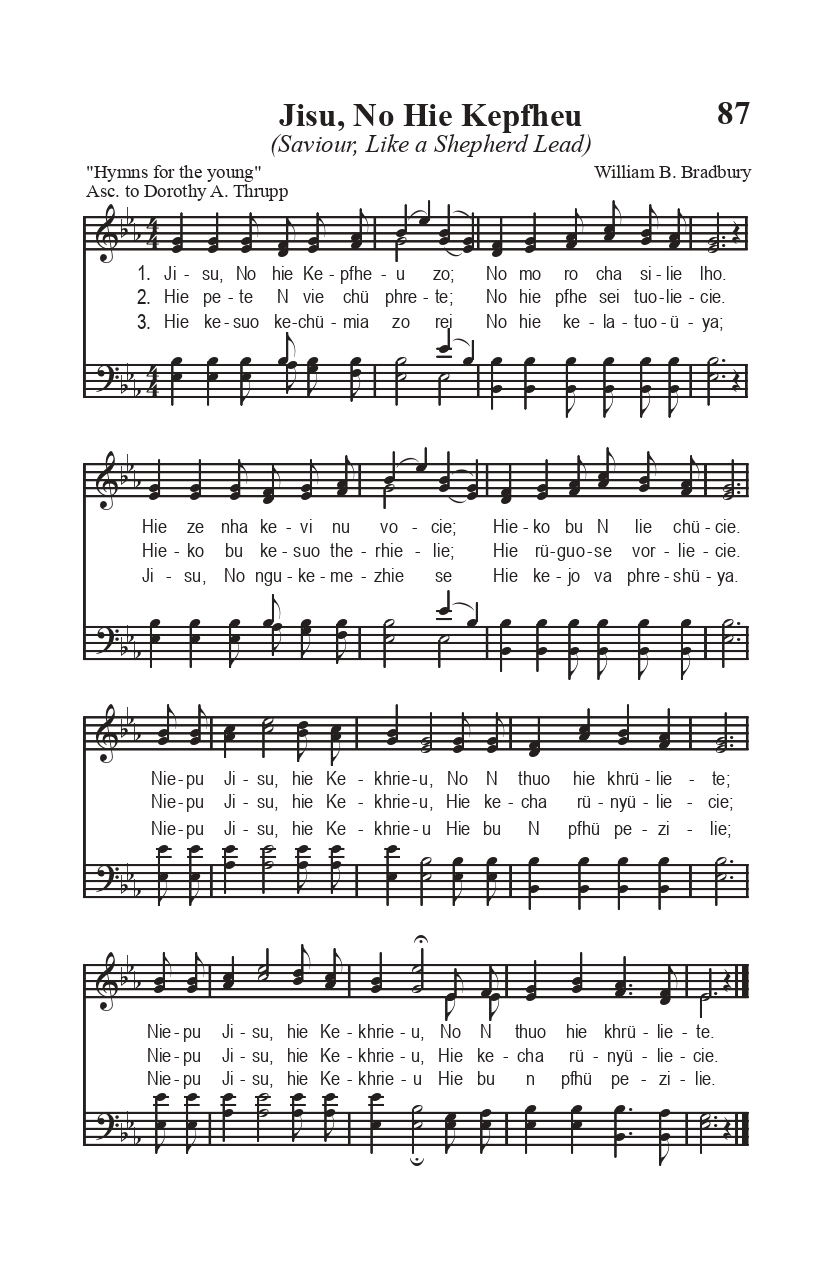 Jisu, No Hie Kepfheu 87
(Saviour, Like a Shepherd Lead)
"Hymns for the young" William B. Bradbury
Asc. to Dorothy A. Thrupp
1. Ji - su, No hie Ke - pfhe - u zo; No mo ro cha si - lie lho.
2. Hie pe - te N vie chü phre - te; No hie pfhe sei tuo - lie - cie.
3. Hie ke - suo ke - chü - mia zo rei No hie ke - la - tuo - ü - ya;
Hie ze nha ke - vi nu vo - cie; Hie - ko bu N lie chü - cie.
Hie - ko bu ke - suo the - rhie - lie; Hie rü - guo - se vor - lie - cie.
Ji - su, No ngu - ke - me - zhie se Hie ke - jo va phre - shü - ya.
Nie - pu Ji - su, hie Ke - khrie - u, No N thuo hie khrü - lie - te;
Nie - pu Ji - su, hie Ke - khrie - u, Hie ke - cha rü - nyü - lie - cie;
Nie - pu Ji - su, hie Ke - khrie - u Hie bu N pfhü pe - zi - lie;
Nie - pu Ji - su, hie Ke - khrie - u, No N thuo hie khrü - lie - te.
Nie - pu Ji - su, hie Ke - khrie - u, Hie ke - cha rü - nyü - lie - cie.
Nie - pu Ji - su, hie Ke - khrie - u Hie bu n pfhü pe - zi - lie.